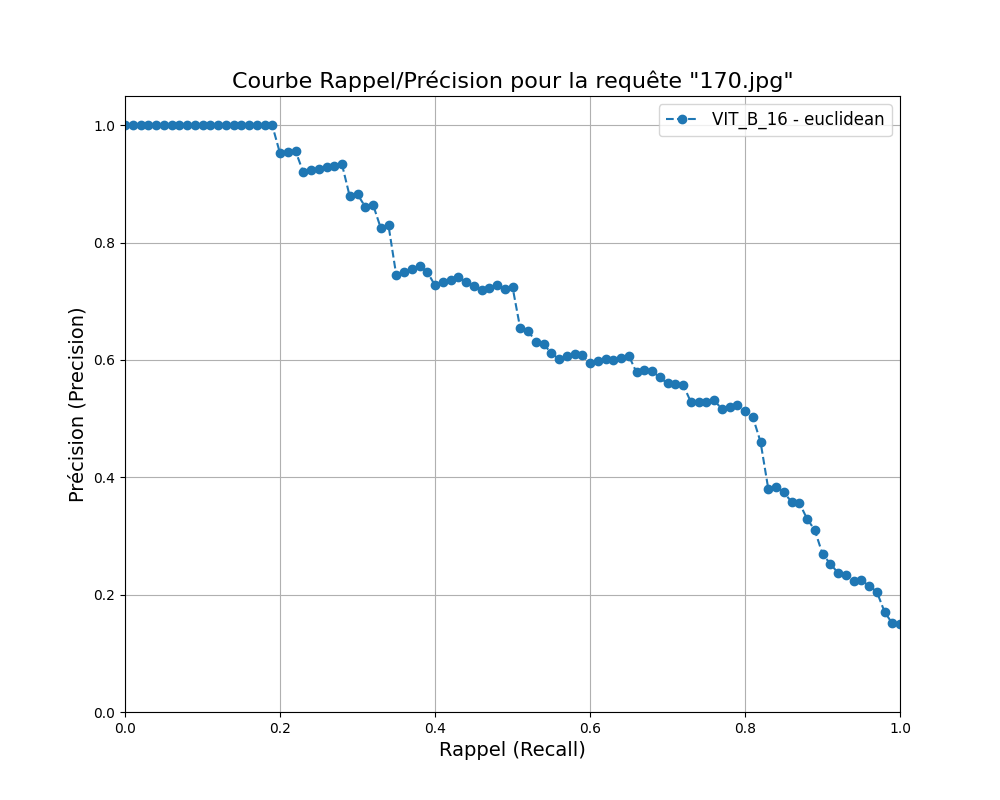 Courbe Rappel/Précision pour la requête "170.jpg"
VIT_B_16 - euclidean
1.0
0.8
0.6
0.4
0.2
0.0
Précision (Precision)
0.0 0.2 0.4 0.6 0.8 1.0
Rappel (Recall)